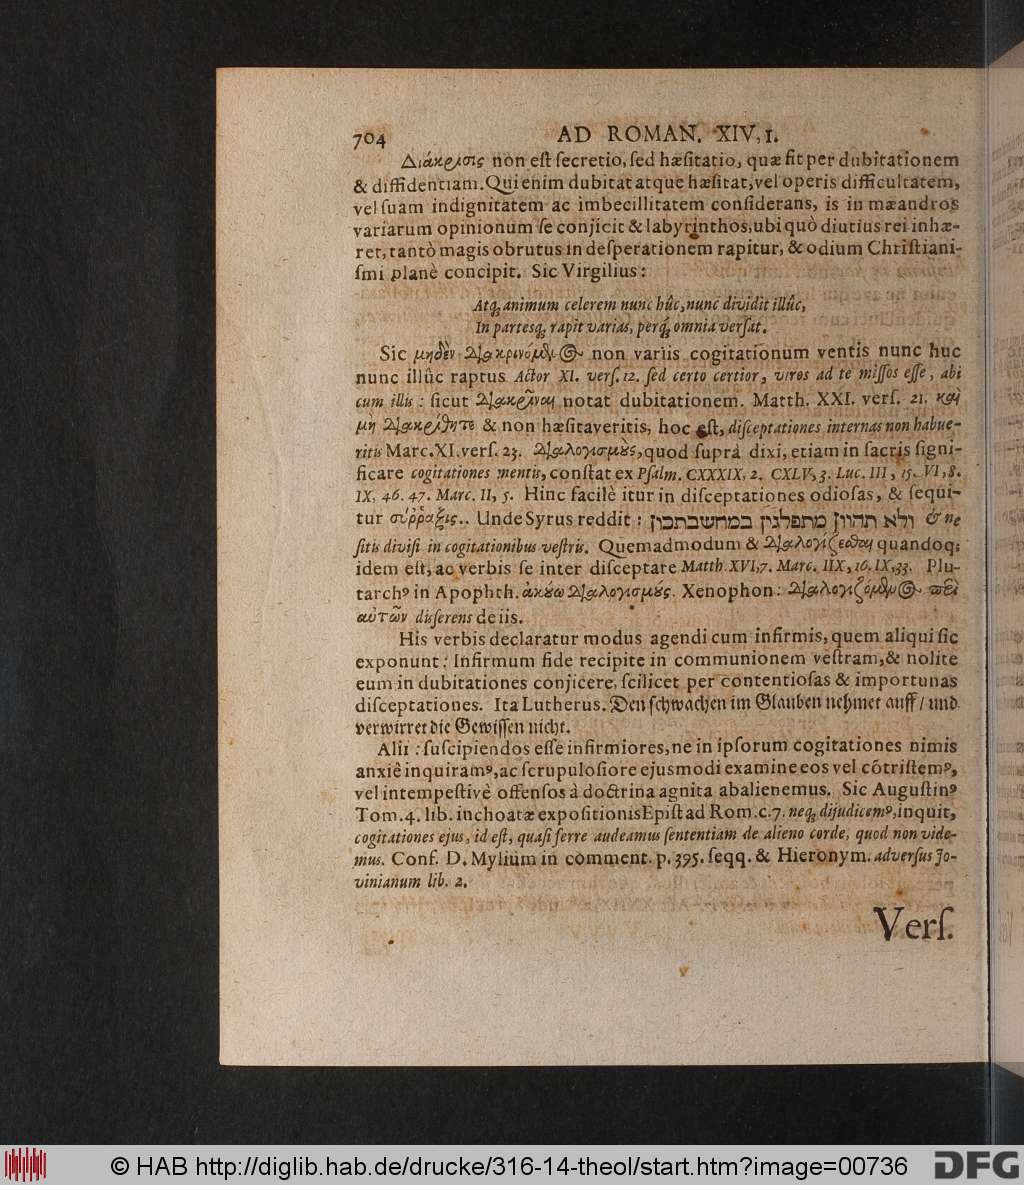 704 AD ROMAN. XIV, 1.
Διάκρισις non eſt ſecretio, ſed hæſitatio, quæ fit per dubitationem
& diffidentiam. Qui enim dubitat atque hæſitat, vel operis difficultatem,
vel ſuam indignitatem ac imbecillitatem conſiderans, is in mæandros
variarum opinionum ſe conjicit & labyrinthos, ubi quò diutius rei inhæ-
ret, tantò magis obrutus in deſperationem rapitur, & odium Chriſtiani-
ſmi planè concipit. Sic Virgilius:
Atq; animum celerem nunc hûc, nunc dividit illûc,
In partesq; rapit varias, perq́; omnia verſat.
Sic μηδὲν διακρινόμϑυ(Θ)ν non variis cogitationum ventis nunc huc
nunc illûc raptus Actor XI. verſ. 12. ſed certo certior, viros ad te miſſos eſſe, abi
cum illis: ſicut διακρίνομαι notat dubitationem. Matth. XXI. verſ. 21. καὶ
μὴ διακριθῆτε & non hæſitaveritis, hoc eſt, diſceptationes internas non habue-
ritis Marc. XI. verſ. 23. διαλογισμοὺς, quod ſuprà dixi, etiam in ſacris ſigni-
ficare cogitationes mentis, conſtat ex Pſalm. CXXXIX, 2. CXLV, 3. Luc. III, 15. VI, 8.
IX, 46. 47. Marc. II, 5. Hinc facilè itur in diſceptationes odioſas, & ſequi-
tur σύῤῥαξις.. Unde Syrus reddit: ולא תהוון מתפלגין במחשבתכון & ne
ſitis diviſi in cogitationibus veſtris. Quemadmodum & διαλογίζεσθαι quandoq;
idem eſt, ac verbis ſe inter diſceptare Matth. XVI, 7. Marc. IIX, 16. IX, 33. Plu-
tarchꝰ in Apophth. ἀκούω διαλογισμούς. Xenophon: διαλογιζόμενος περὶ
αὐτῶν diſſerens de iis.
His verbis declaratur modus agendi cum infirmis, quem aliqui ſic
exponunt: Infirmum fide recipite in communionem veſtram, & nolite
eum in dubitationes conjicere, ſcilicet per contentioſas & importunas
diſceptationes. Ita Lutherus. Den ſchwachen im Glauben nehmet auff / und
verwirret die Gewiſſen nicht.
Alii: ſuſcipiendos eſſe infirmiores, ne in ipſorum cogitationes nimis
anxiè inquiramꝰ, ac ſcrupuloſiore ejusmodi examine eos vel cõtriſtemꝰ,
vel intempeſtivè offenſos à doctrina agnita abalienemus. Sic Auguſtinꝰ
Tom. 4. lib. inchoatæ expoſitionis Epiſt ad Rom. c. 7. neq; dijudicemꝰ, inquit,
cogitationes ejus, id eſt, quaſi ferre audeamus ſententiam de alieno corde, quod non vide-
mus. Conf. D. Mylium in comment. p. 395. ſeqq. & Hieronym. adverſus Jo-
vinianum lib. 2.
Verſ.
© HAB http://diglib.hab.de/drucke/316-14-theol/start.htm?image=00736 DFG